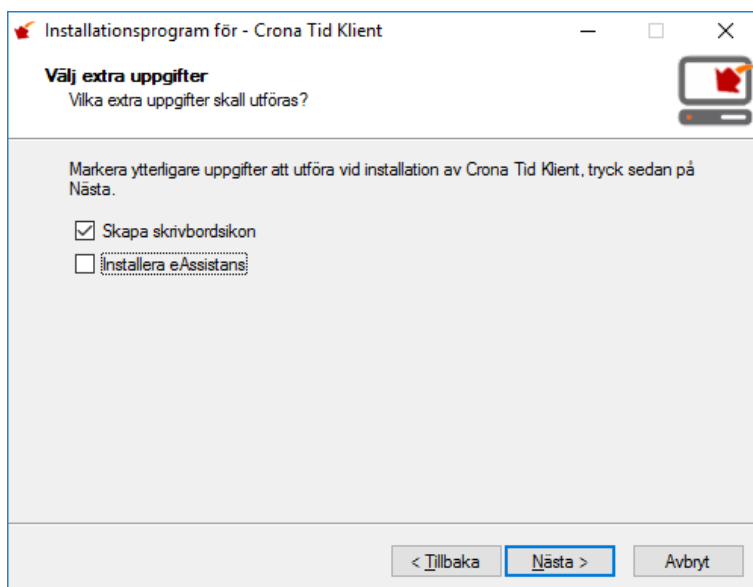 Installationsprogram för - Crona Tid Klient
Välj extra uppgifter
Vilka extra uppgifter skall utföras?
Markera ytterligare uppgifter att utföra vid installation av Crona Tid Klient, tryck sedan på
Nästa.
Skapa skrivbordsikon
Installera eAssistans
< Tillbaka Nästa > Avbryt